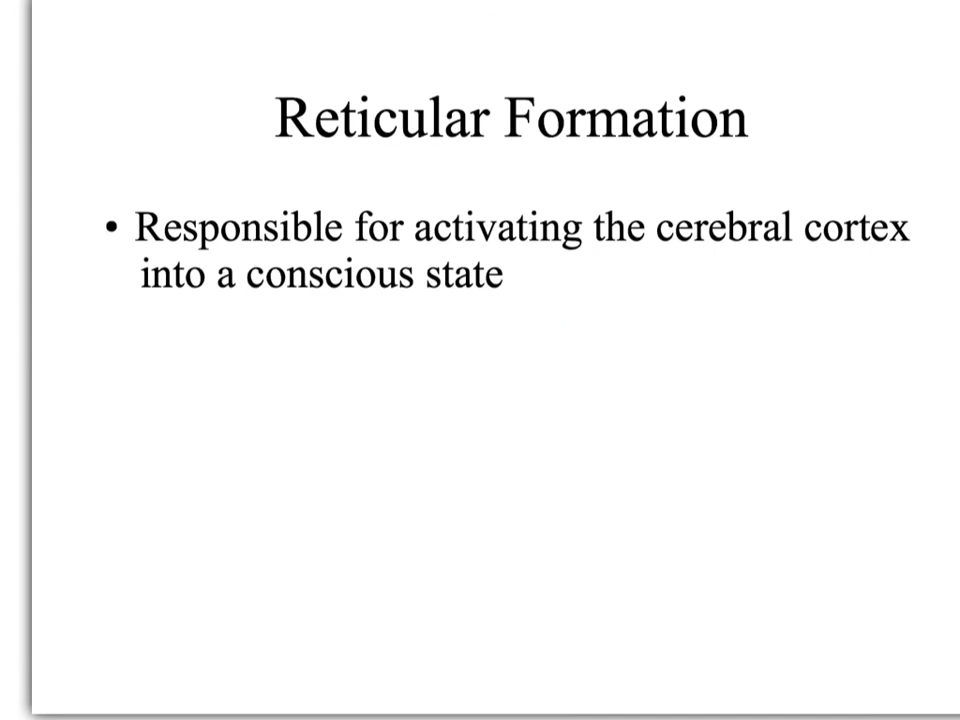 Reticular Formation
• Responsible for activating the cerebral cortex
into a conscious state